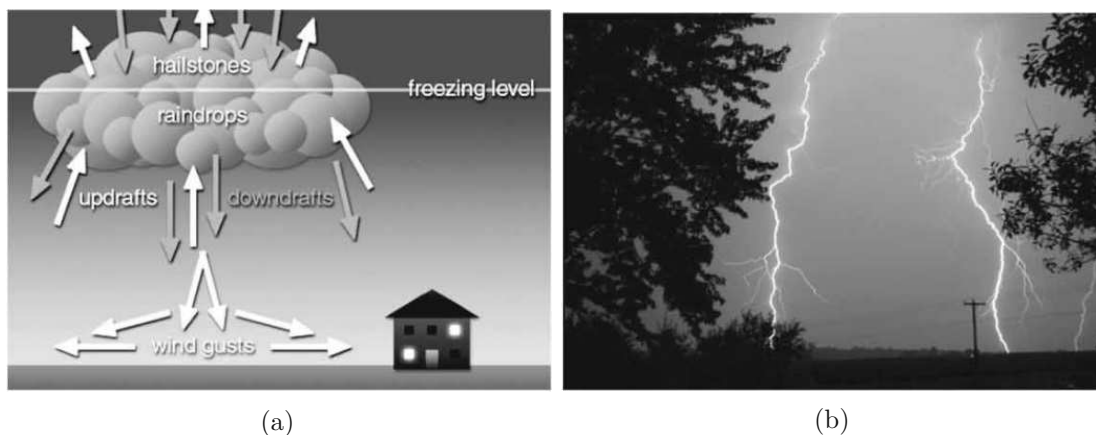 hailstones
freezing level
raindrops
updrafts
downdrafts
wind gusts
(a)
(b)